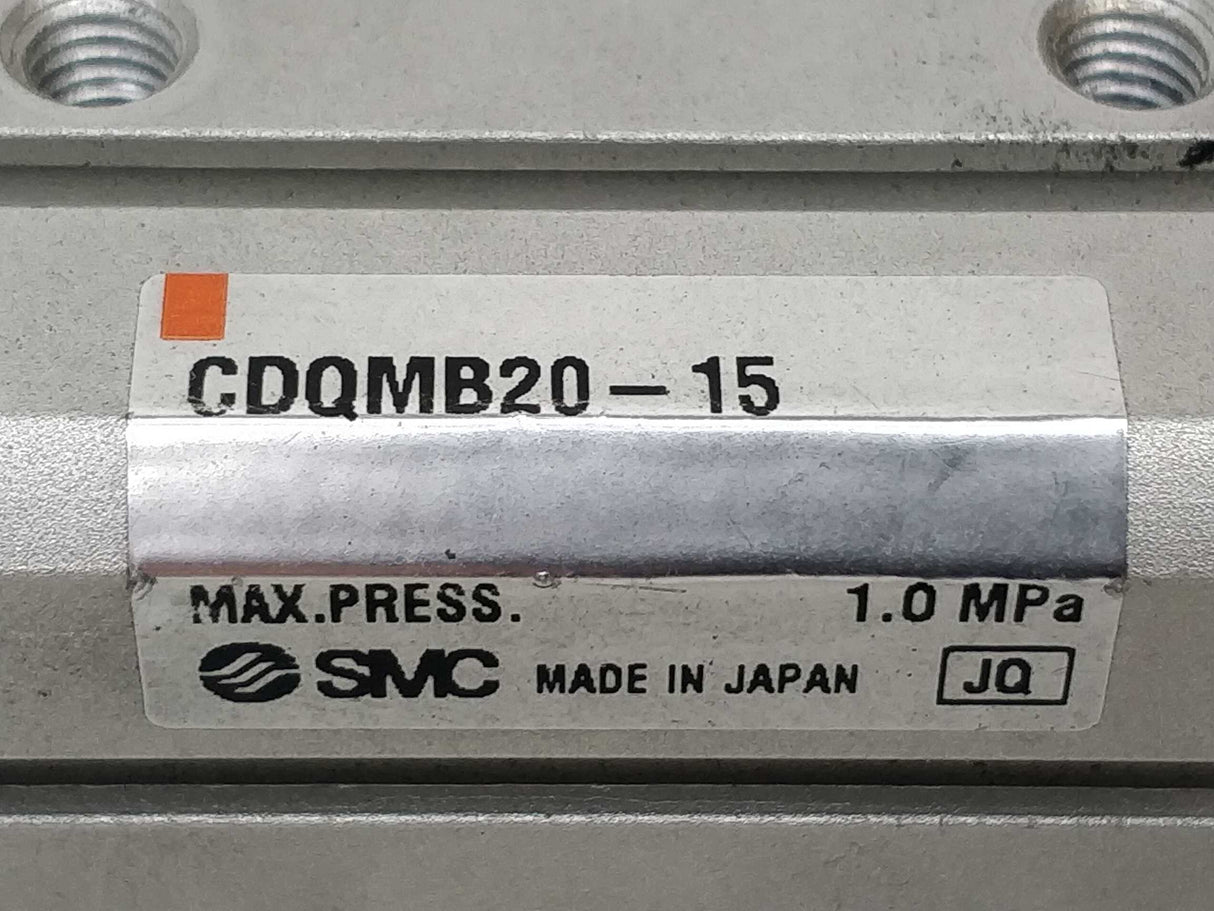 CDQMB20-15
MAX.PRESS. 1.0 MPa
SMC MADE IN JAPAN JQ